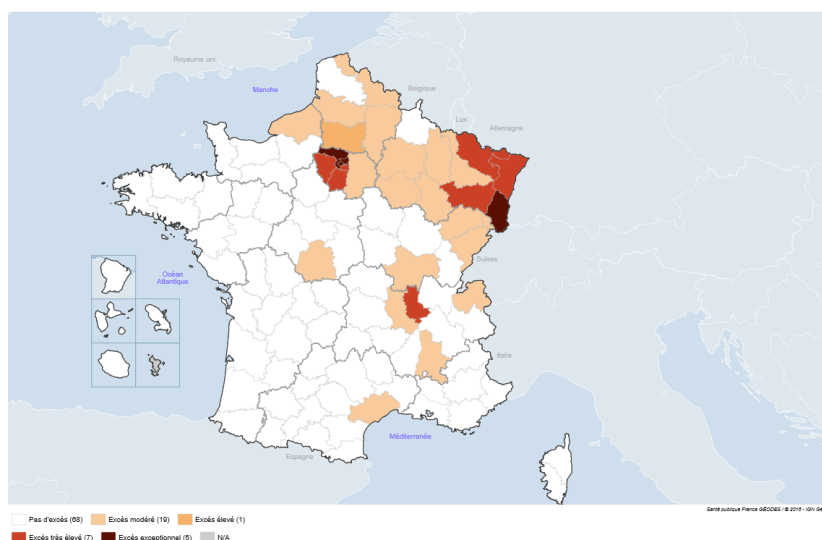 Royaume uni
Manche
Belgique
Lux.
Allemagne
Océan
Atlantique
Suisse
Italie
Méditerranée
Espagne
Santé publique France GÉODES / © 2016 - IGN Gé
Pas d'excès (68) Excès modéré (19) Excès élevé (1)
Excès très élevé (7) Excès exceptionnel (5) N/A